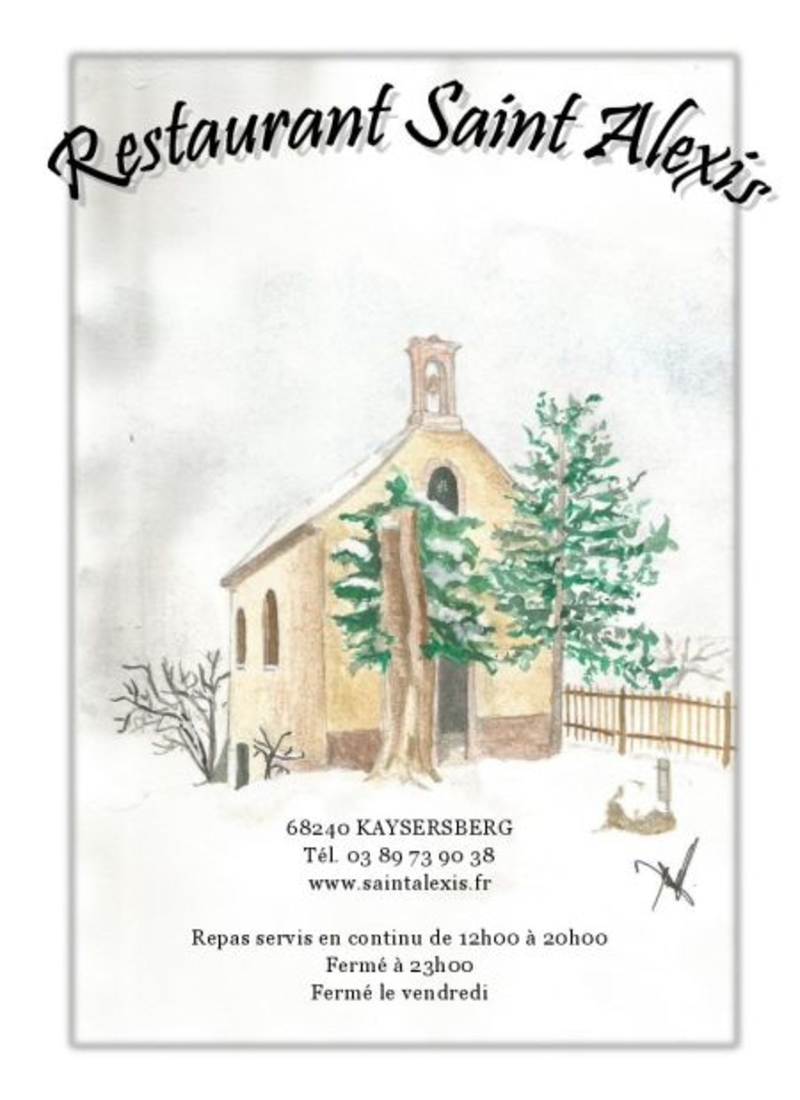 Restaurant Saint Alexis
68240 KAYSERSBERG
Tél. 03 89 73 90 38
www.saintalexis.fr
Repas servis en continu de 12h00 à 20h00
Fermé à 23h00
Fermé le vendredi